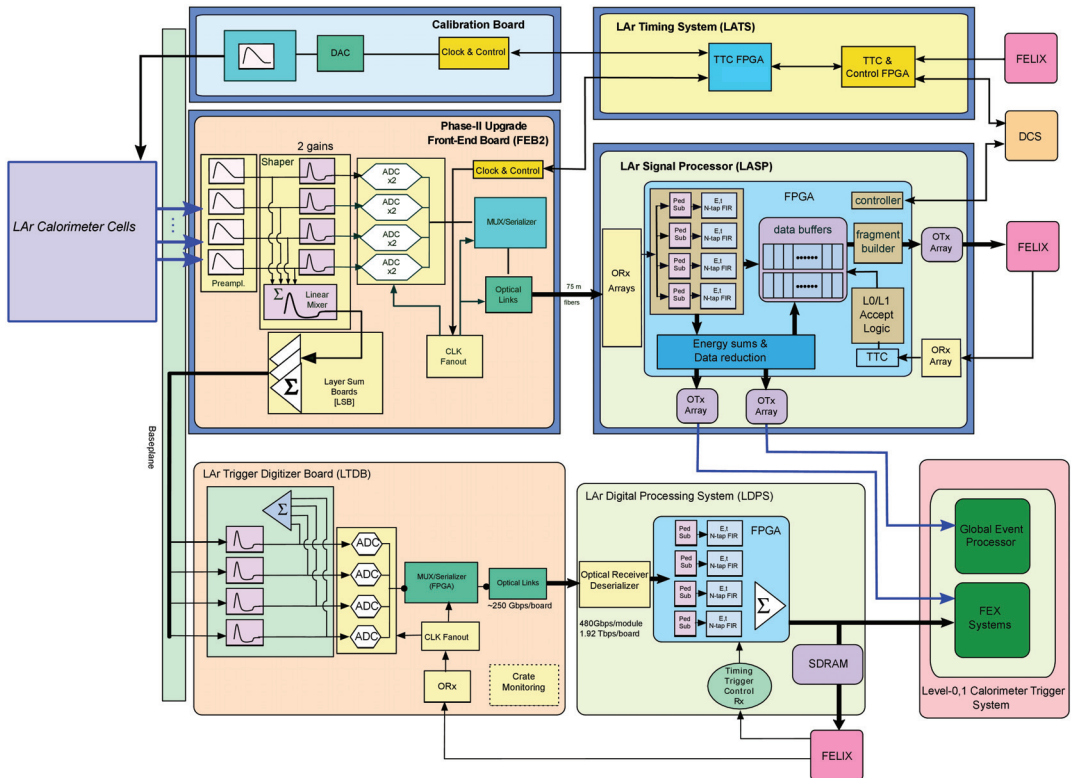 Calibration Board
DAC
Clock & Control
LAr Timing System (LATS)
TTC FPGA
TTC &
Control FPGA
FELIX
DCS
Phase-II Upgrade
Front-End Board (FEB2)
2 gains
Shaper
Preampl.
ADC
x2
ADC
x2
ADC
x2
ADC
x2
Clock & Control
MUX/Serializer
Optical
Links
CLK
Fanout
Σ
Linear
Mixer
Σ
Layer Sum
Boards
[LSB]
LAr Calorimeter Cells
Baseplane
75 m
fibers
LAr Signal Processor (LASP)
FPGA
ORx
Arrays
Ped
Sub
E,t
N-tap FIR
Ped
Sub
E,t
N-tap FIR
Ped
Sub
E,t
N-tap FIR
Ped
Sub
E,t
N-tap FIR
data buffers
controller
fragment
builder
OTx
Array
FELIX
L0/L1
Accept
Logic
TTC
ORx
Array
Energy sums &
Data reduction
OTx
Array
OTx
Array
LAr Trigger Digitizer Board (LTDB)
Σ
ADC
ADC
ADC
ADC
MUX/Serializer
(FPGA)
Optical Links
~250 Gbps/board
CLK Fanout
ORx
Crate
Monitoring
LAr Digital Processing System (LDPS)
FPGA
Optical Receiver
Deserializer
480Gbps/module
1.92 Tbps/board
Ped
Sub
E,t
N-tap FIR
Ped
Sub
E,t
N-tap FIR
Ped
Sub
E,t
N-tap FIR
Ped
Sub
E,t
N-tap FIR
Σ
Timing
Trigger
Control
Rx
SDRAM
FELIX
Global Event
Processor
FEX
Systems
Level-0,1 Calorimeter Trigger
System